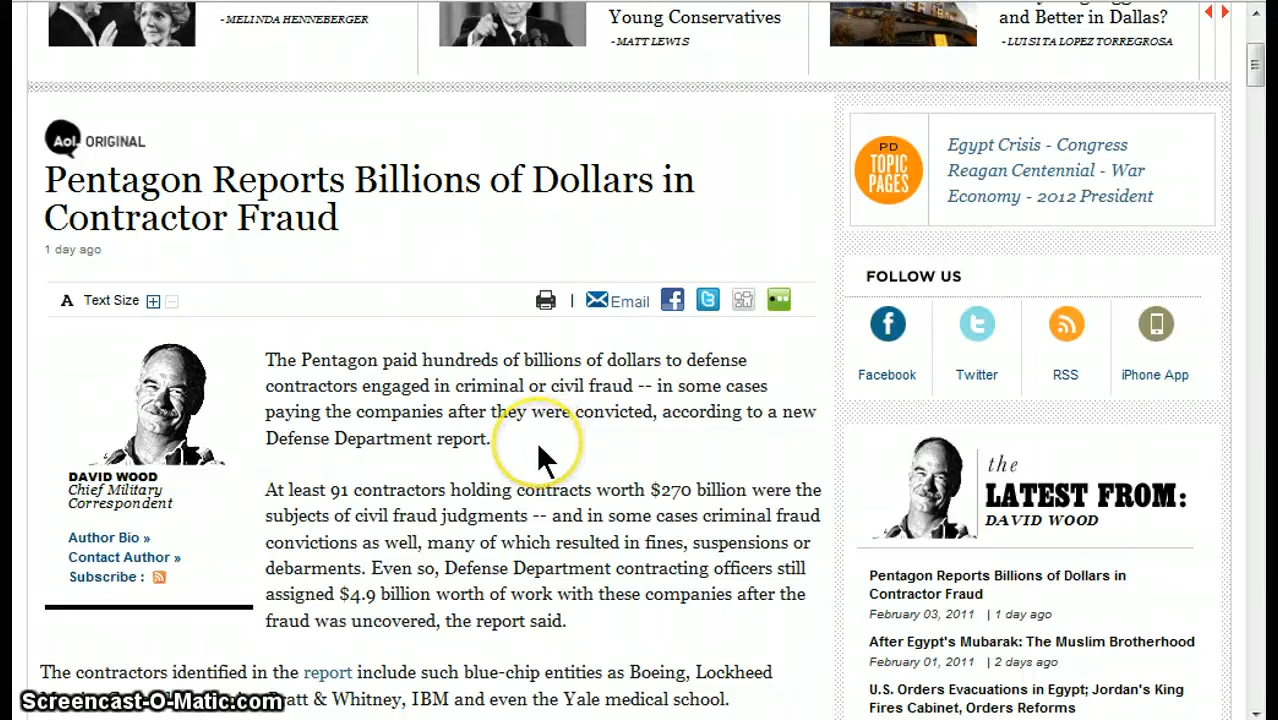 - MELINDA HENNEBERGER
Young Conservatives
- MATT LEWIS
and Better in Dallas?
- LUISITA LOPEZ TORREGROSA
Aol. ORIGINAL
Pentagon Reports Billions of Dollars in
Contractor Fraud
1 day ago
A Text Size
| Email
The Pentagon paid hundreds of billions of dollars to defense
contractors engaged in criminal or civil fraud -- in some cases
paying the companies after they were convicted, according to a new
Defense Department report.
DAVID WOOD
Chief Military
Correspondent
Author Bio »
Contact Author »
Subscribe :
At least 91 contractors holding contracts worth $270 billion were the
subjects of civil fraud judgments -- and in some cases criminal fraud
convictions as well, many of which resulted in fines, suspensions or
debarments. Even so, Defense Department contracting officers still
assigned $4.9 billion worth of work with these companies after the
fraud was uncovered, the report said.
The contractors identified in the report include such blue-chip entities as Boeing, Lockheed
Pratt & Whitney, IBM and even the Yale medical school.
PD
TOPIC
PAGES
Egypt Crisis - Congress
Reagan Centennial - War
Economy - 2012 President
FOLLOW US
Facebook
Twitter
RSS
iPhone App
the
LATEST FROM:
DAVID WOOD
Pentagon Reports Billions of Dollars in
Contractor Fraud
February 03, 2011 | 1 day ago
After Egypt's Mubarak: The Muslim Brotherhood
February 01, 2011 | 2 days ago
U.S. Orders Evacuations in Egypt; Jordan's King
Fires Cabinet, Orders Reforms
Screencast-O-Matic.com